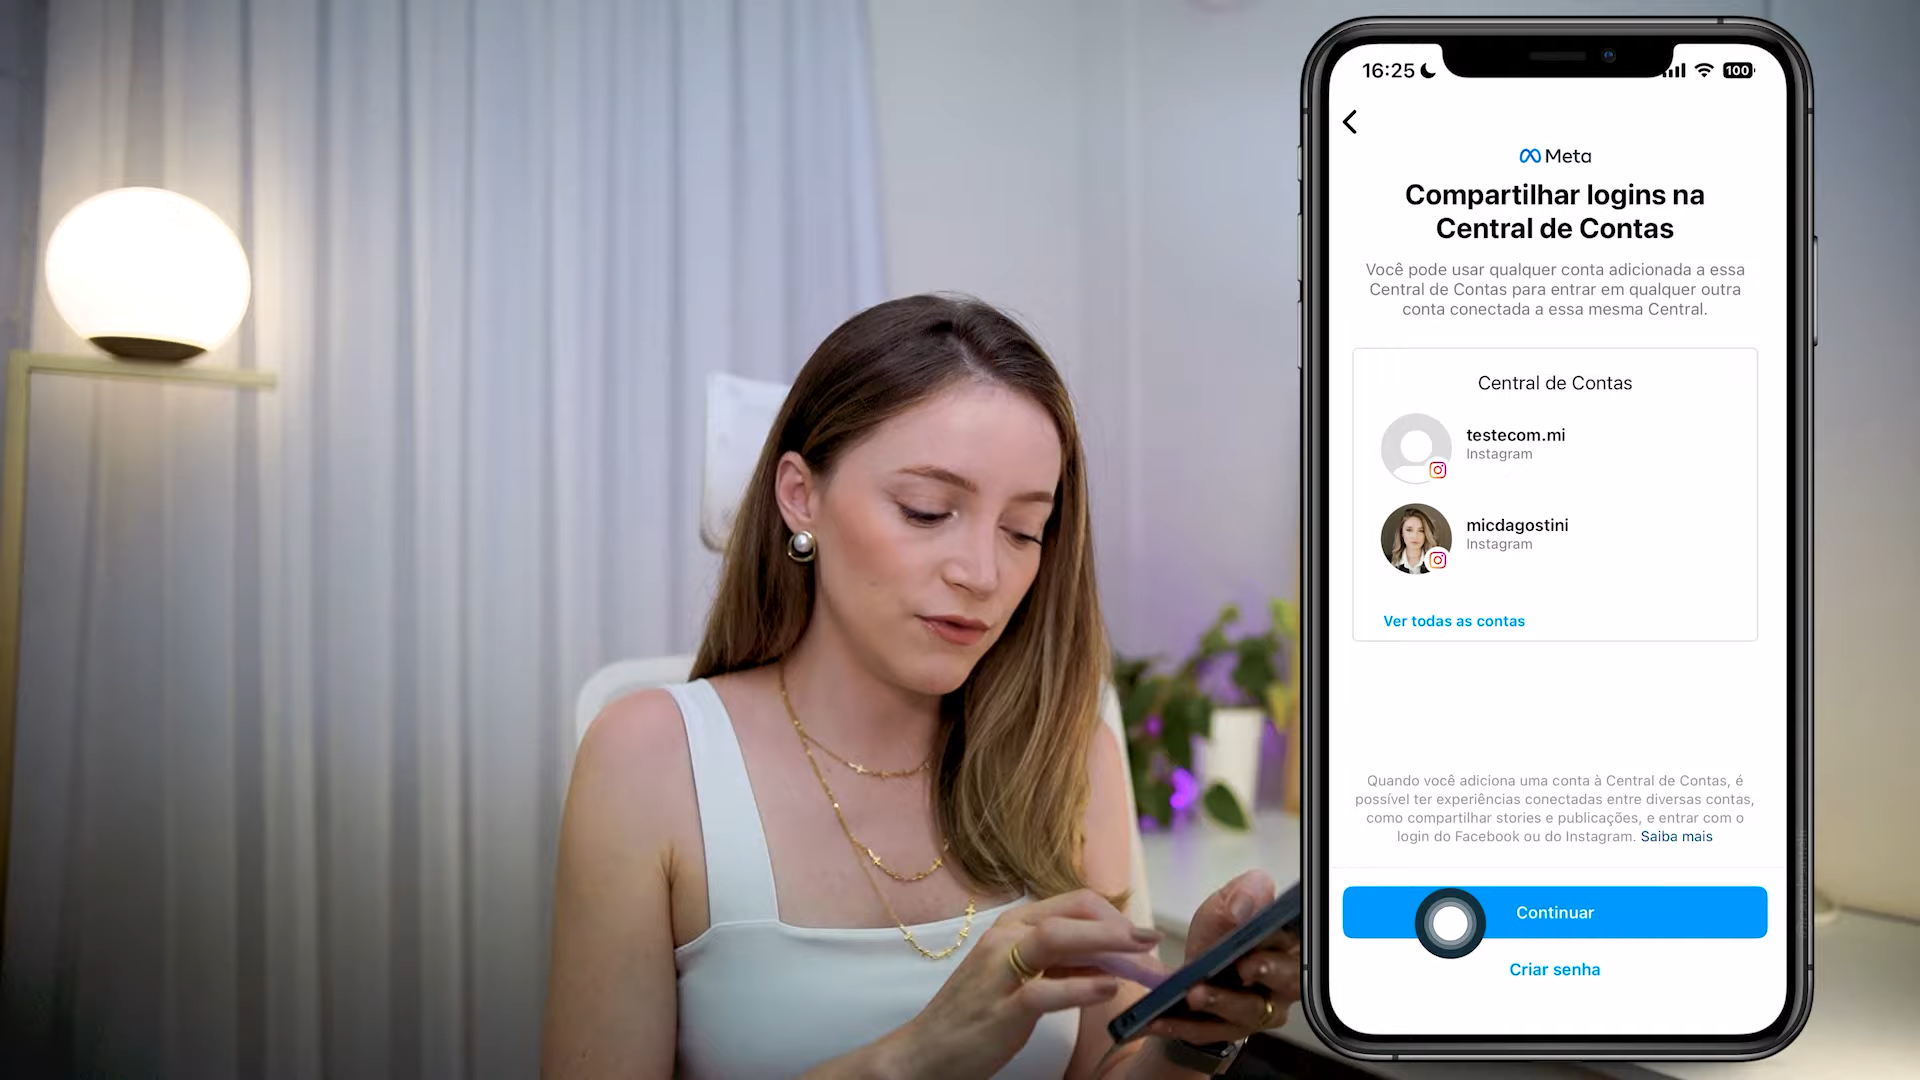 16:25
100
Meta
Compartilhar logins na
Central de Contas
Você pode usar qualquer conta adicionada a essa
Central de Contas para entrar em qualquer outra
conta conectada a essa mesma Central.
Central de Contas
testecom.mi
Instagram
micdagostini
Instagram
Ver todas as contas
Quando você adiciona uma conta à Central de Contas, é
possível ter experiências conectadas entre diversas contas,
como compartilhar stories e publicações, e entrar com o
login do Facebook ou do Instagram. Saiba mais
Continuar
Criar senha